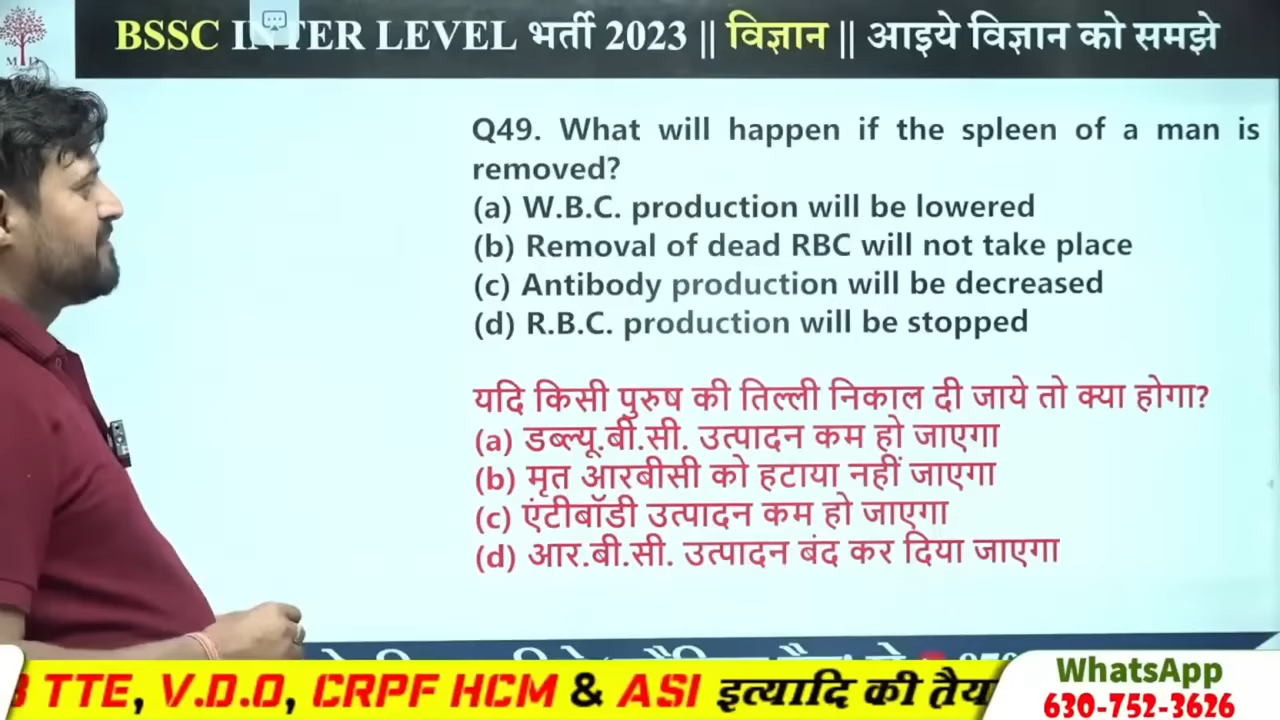 BSSC INTER LEVEL भर्ती 2023 || विज्ञान || आइये विज्ञान को समझे
Q49. What will happen if the spleen of a man is
removed?
(a) W.B.C. production will be lowered
(b) Removal of dead RBC will not take place
(c) Antibody production will be decreased
(d) R.B.C. production will be stopped
यदि किसी पुरुष की तिल्ली निकाल दी जाये तो क्या होगा?
(a) डब्ल्यू.बी.सी. उत्पादन कम हो जाएगा
(b) मृत आरबीसी को हटाया नहीं जाएगा
(c) एंटीबॉडी उत्पादन कम हो जाएगा
(d) आर.बी.सी. उत्पादन बंद कर दिया जाएगा
TTE, V.D.O, CRPF HCM & ASI इत्यादि की
WhatsApp
630-752-3626